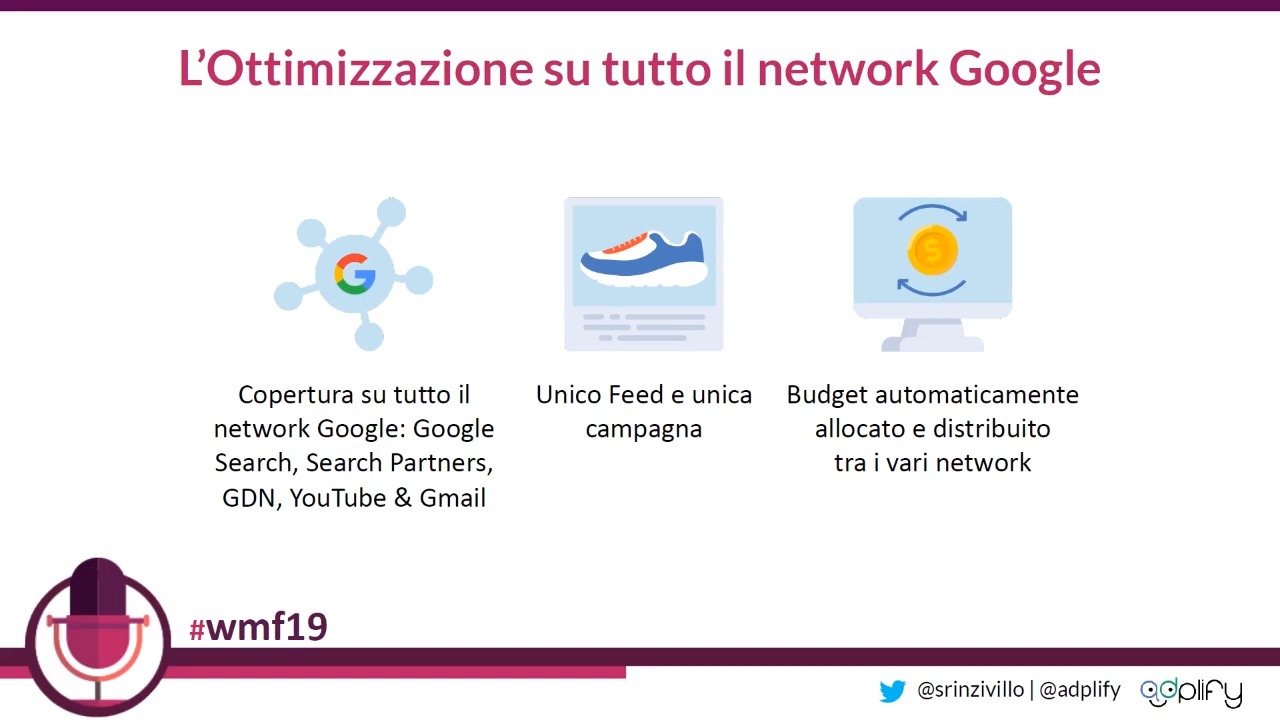 L'Ottimizzazione su tutto il network Google
Copertura su tutto il
network Google: Google
Search, Search Partners,
GDN, YouTube & Gmail
Unico Feed e unica
campagna
Budget automaticamente
allocato e distribuito
tra i vari network
#wmf19
@srinzivillo | @adplify
adplify